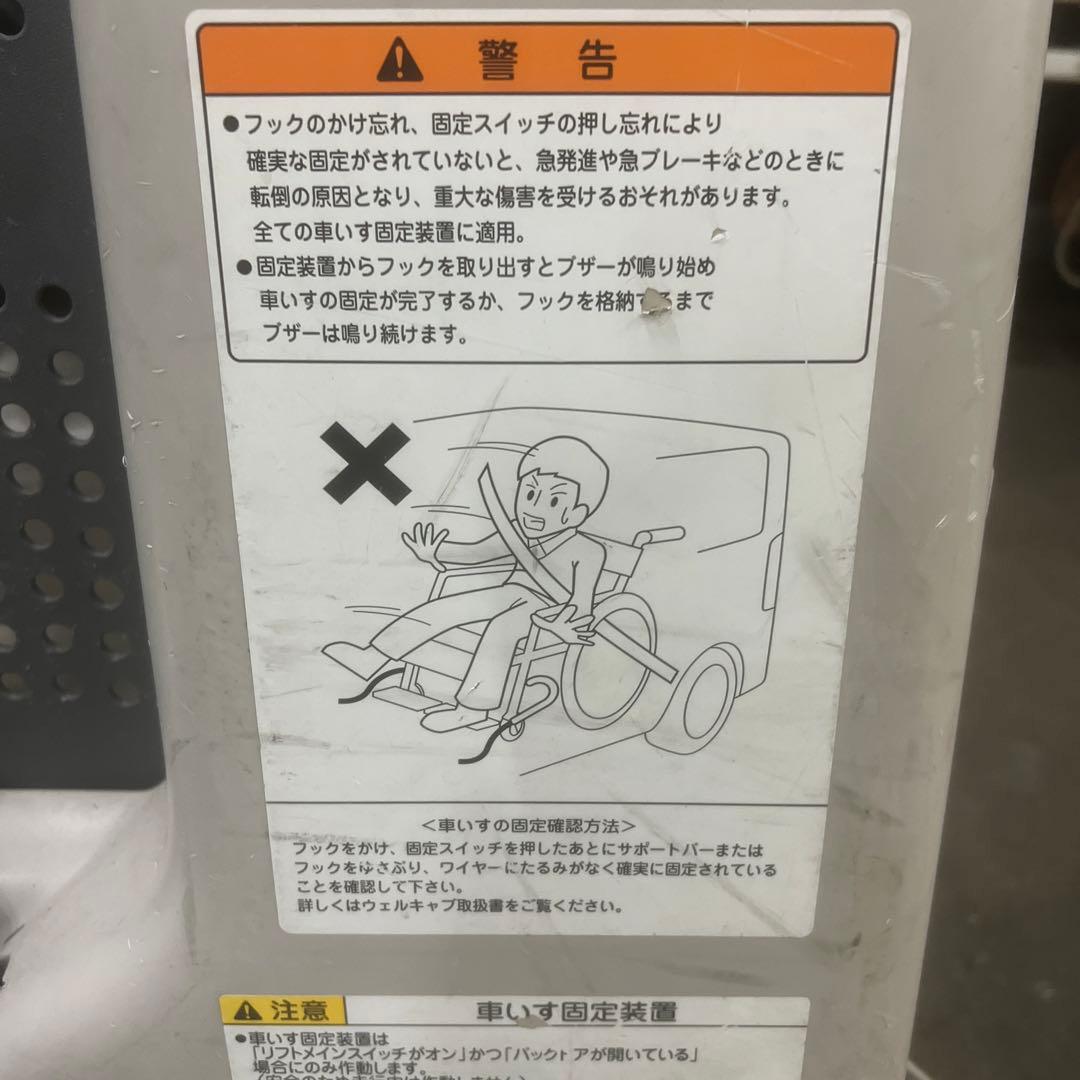 警告
●フックのかけ忘れ、固定スイッチの押し忘れにより
確実な固定がされていないと、急発進や急ブレーキなどのときに
転倒の原因となり、重大な傷害を受けるおそれがあります。
全ての車いす固定装置に適用。
●固定装置からフックを取り出すとブザーが鳴り始め
車いすの固定が完了するか、フックを格納するまで
ブザーは鳴り続けます。
<車いすの固定確認方法>
フックをかけ、固定スイッチを押したあとにサポートバーまたは
フックをゆさぶり、ワイヤーにたるみがなく確実に固定されている
ことを確認して下さい。
詳しくはウェルキャブ取扱書をご覧ください。
注意 車いす固定装置
●車いす固定装置は
「リフトメインスイッチがオン」かつ「バックドアが開いている」
場合にのみ作動します。